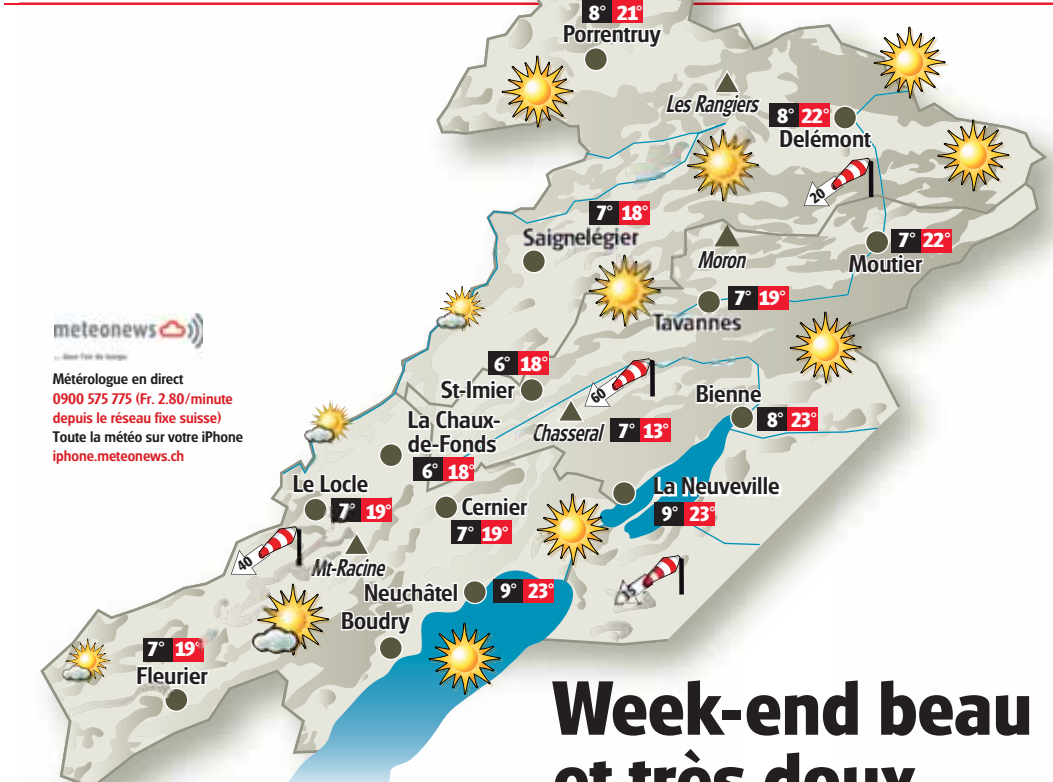 8° 21°
Porrentruy
Les Rangiers
8° 22°
Delémont
20
7° 18°
Saignelégier
Moron
7° 22°
Moutier
7° 19°
Tavannes
meteonews
Météorologue en direct
0900 575 775 (Fr. 2.80/minute
depuis le réseau fixe suisse)
Toute la météo sur votre iPhone
iphone.meteonews.ch
6° 18°
St-Imier
60
Chasseral 7° 13°
Bienne
8° 23°
La Chaux-
de-Fonds
6° 18°
Le Locle
7° 19°
Cernier
7° 19°
La Neuveville
9° 23°
40
Mt-Racine
Neuchâtel 9° 23°
Boudry
7° 19°
Fleurier
Week-end beau
et très doux